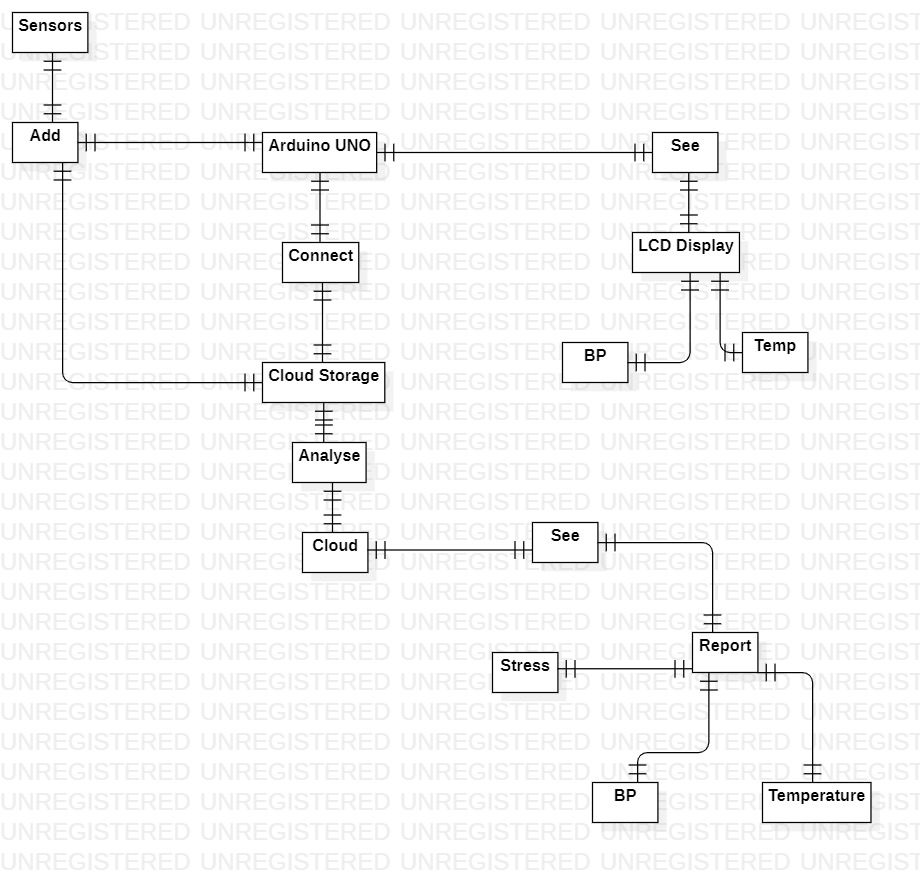 Sensors
Add
Arduino UNO
See
Connect
LCD Display
BP
Temp
Cloud Storage
Analyse
Cloud
See
Report
Stress
BP
Temperature
UNREGISTERED